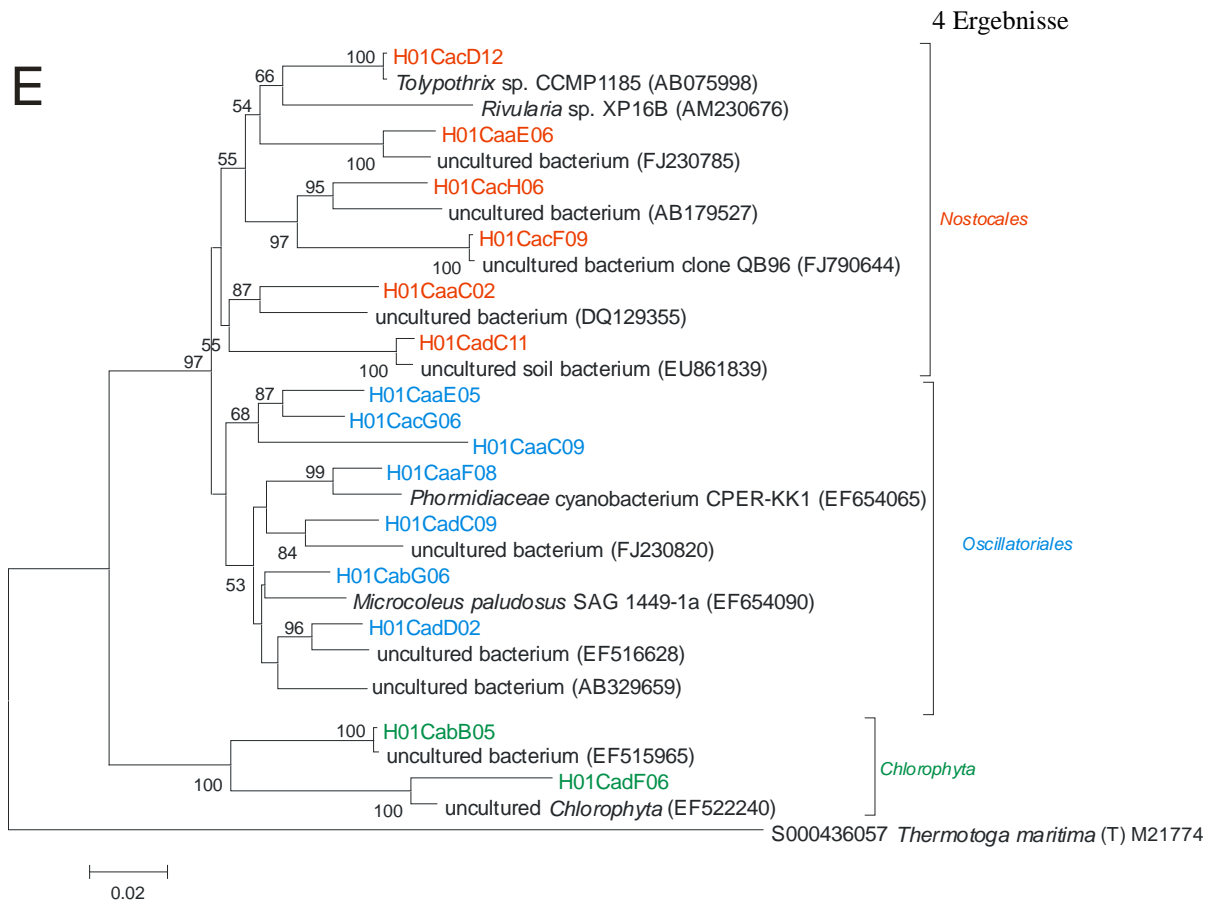 4 Ergebnisse
E
100 H01CacD12
66 Tolypothrix sp. CCMP1185 (AB075998)
54 Rivularia sp. XP16B (AM230676)
H01CaaE06
55 100 uncultured bacterium (FJ230785)
95 H01CacH06
uncultured bacterium (AB179527)
Nostocales
97 H01CacF09
100 uncultured bacterium clone QB96 (FJ790644)
87 H01CaaC02
uncultured bacterium (DQ129355)
55 H01CadC11
97 100 uncultured soil bacterium (EU861839)
87 H01CaaE05
68 H01CacG06
H01CaaC09
99 H01CaaF08
Phormidiaceae cyanobacterium CPER-KK1 (EF654065)
H01CadC09
84 uncultured bacterium (FJ230820)
Oscillatoriales
53 H01CabG06
Microcoleus paludosus SAG 1449-1a (EF654090)
96 H01CadD02
uncultured bacterium (EF516628)
uncultured bacterium (AB329659)
100 H01CabB05
uncultured bacterium (EF515965)
Chlorophyta
100 H01CadF06
100 uncultured Chlorophyta (EF522240)
S000436057 Thermotoga maritima (T) M21774
0.02